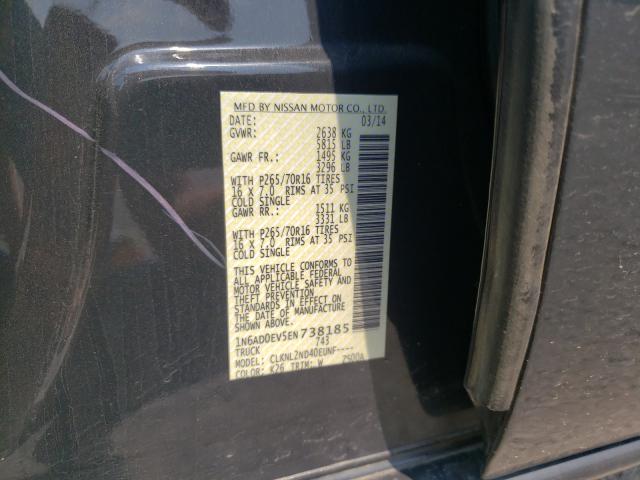 MFD BY NISSAN MOTOR CO., LTD.
DATE: 03/14
GVWR: 2638 KG
5815 LB
GAWR FR.: 1495 KG
3296 LB
WITH P265/70R16 TIRES
16 X 7.0 RIMS AT 35 PSI
COLD SINGLE
GAWR RR.: 1511 KG
3331 LB
WITH P265/70R16 TIRES
16 X 7.0 RIMS AT 35 PSI
COLD SINGLE
THIS VEHICLE CONFORMS TO
ALL APPLICABLE FEDERAL
MOTOR VEHICLE SAFETY AND
THEFT PREVENTION
STANDARDS IN EFFECT ON
THE DATE OF MANUFACTURE
SHOWN ABOVE.
1N6AD0EV5EN738185
TRUCK 743
MODEL: CLKNL2ND40EUNF----
COLOR: K26 TRIM: W 7500A